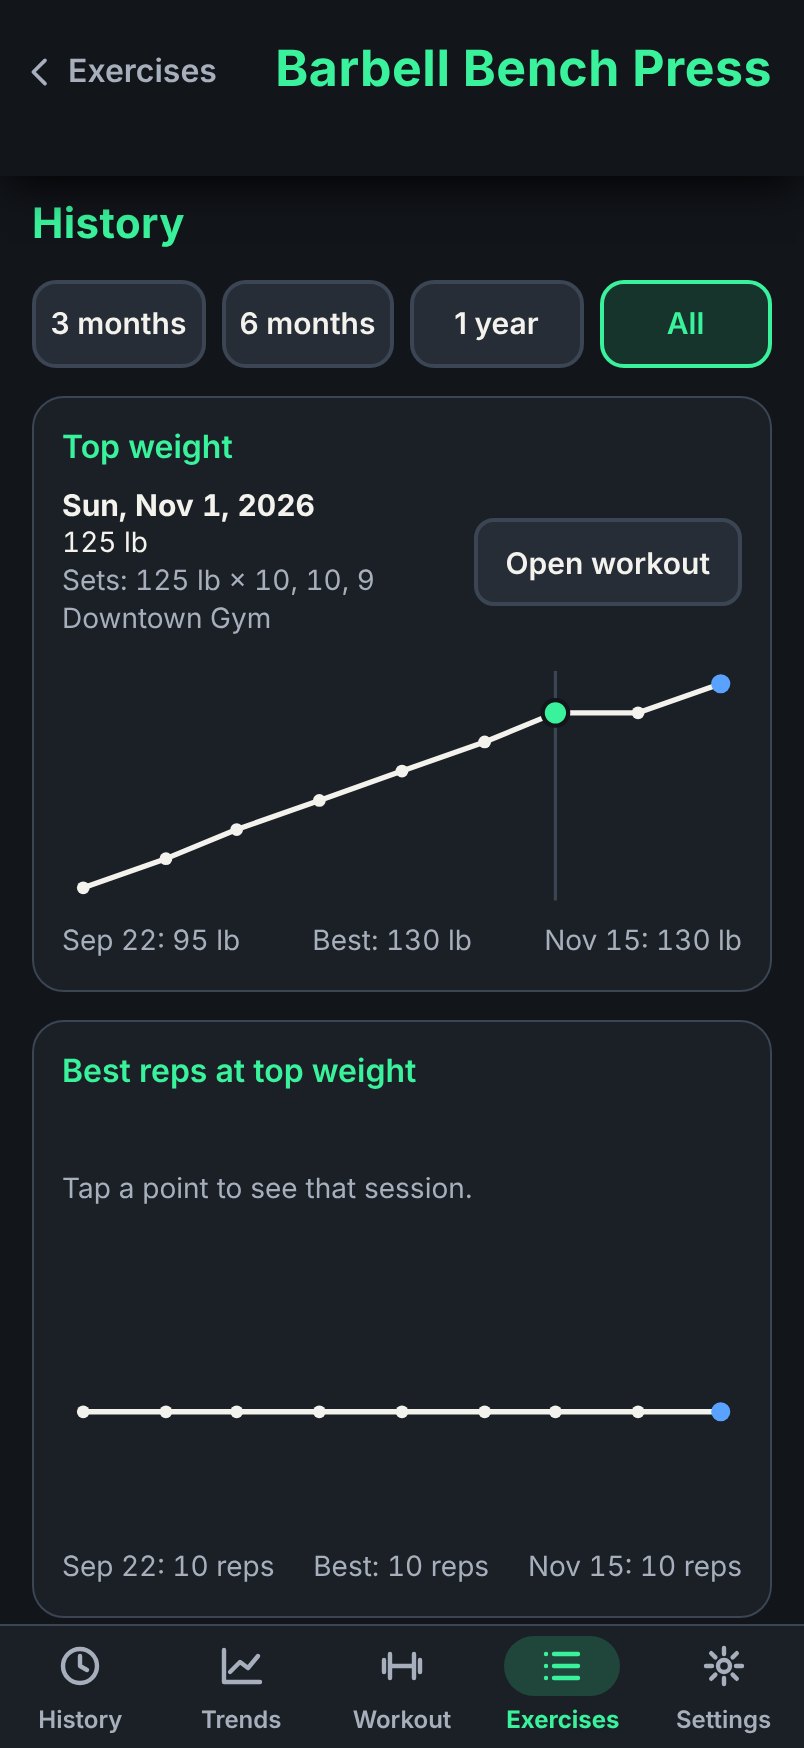 Exercises
Barbell Bench Press
History
3 months
6 months
1 year
All
Top weight
Sun, Nov 1, 2026
125 lb
Sets: 125 lb × 10, 10, 9
Downtown Gym
Open workout
Sep 22: 95 lb
Best: 130 lb
Nov 15: 130 lb
Best reps at top weight
Tap a point to see that session.
Sep 22: 10 reps
Best: 10 reps
Nov 15: 10 reps
History
Trends
Workout
Exercises
Settings